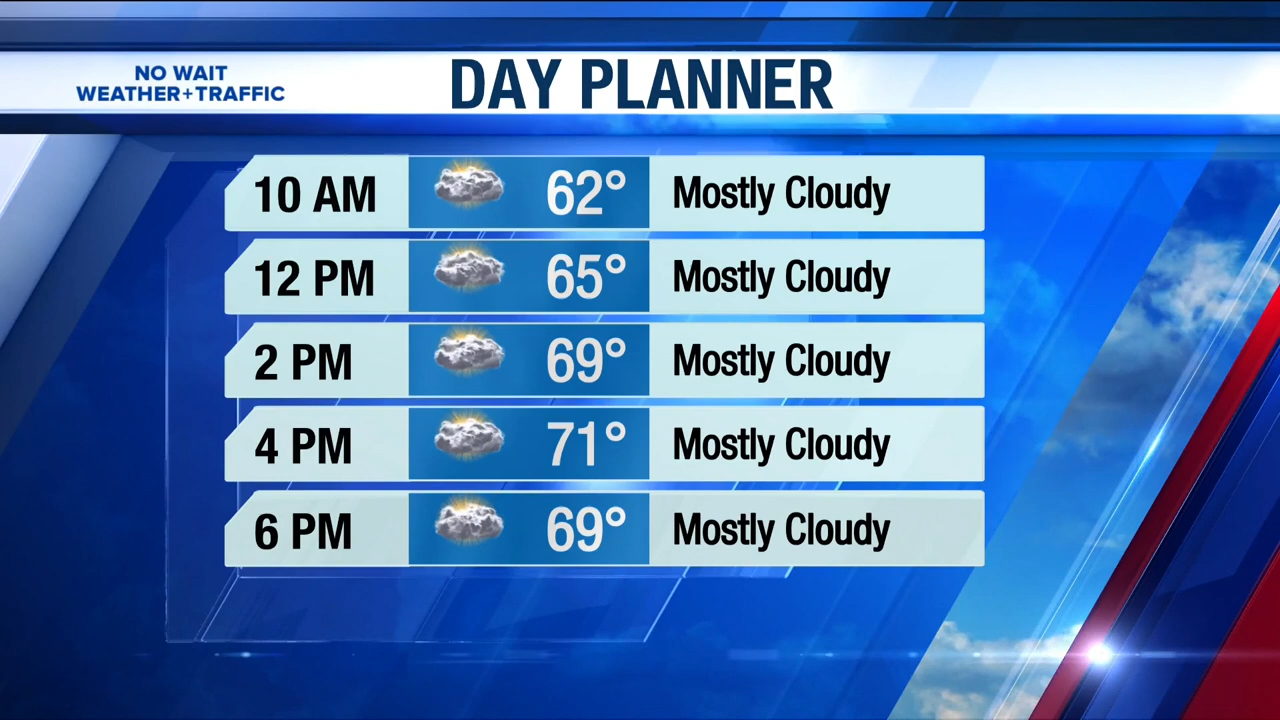 NO WAIT
WEATHER+TRAFFIC
DAY PLANNER
10 AM 62° Mostly Cloudy
12 PM 65° Mostly Cloudy
2 PM 69° Mostly Cloudy
4 PM 71° Mostly Cloudy
6 PM 69° Mostly Cloudy